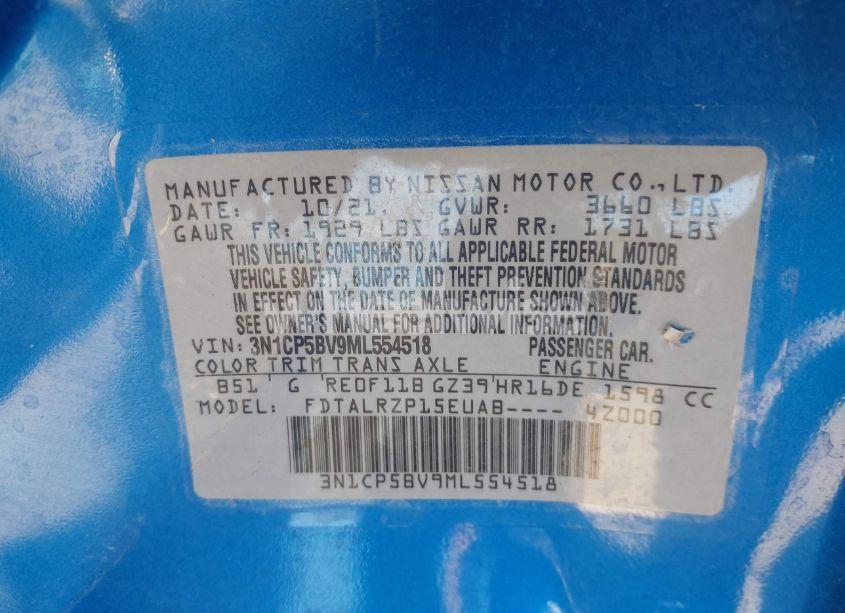 MANUFACTURED BY NISSAN MOTOR CO., LTD.
DATE: 10/21. GVWR: 3660 LBS
GAWR FR: 1929 LBS GAWR RR: 1731 LBS
THIS VEHICLE CONFORMS TO ALL APPLICABLE FEDERAL MOTOR
VEHICLE SAFETY, BUMPER AND THEFT PREVENTION STANDARDS
IN EFFECT ON THE DATE OF MANUFACTURE SHOWN ABOVE.
SEE OWNER'S MANUAL FOR ADDITIONAL INFORMATION.
VIN: 3N1CP5BV9ML554518 PASSENGER CAR.
COLOR TRIM TRANS AXLE ENGINE
B51 G RE0F11B GZ39 HR16DE 1598 CC
MODEL: FDTALRZP15EUAB---- 4Z000
3N1CP5BV9ML554518